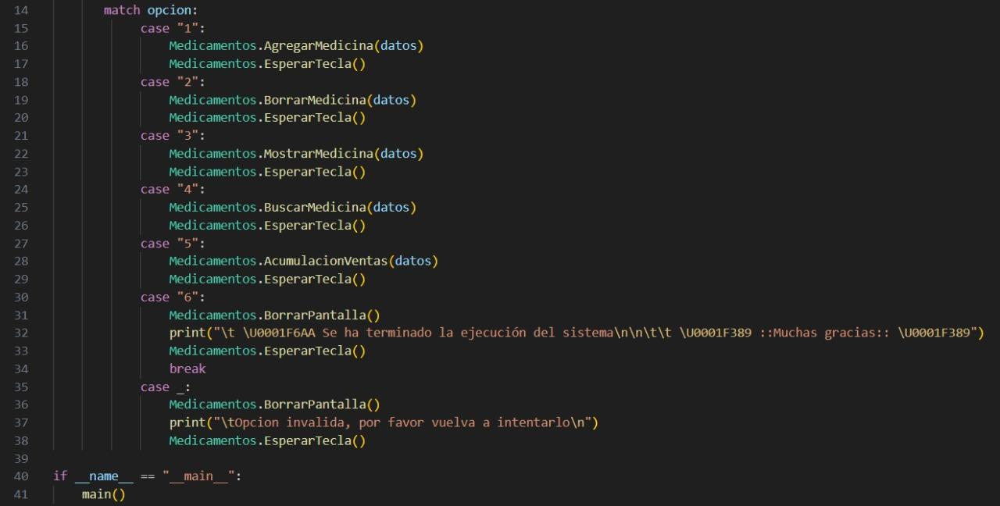 14 match opcion:
15 case "1":
16 Medicamentos.AgregarMedicina(datos)
17 Medicamentos.EsperarTecla()
18 case "2":
19 Medicamentos.BorrarMedicina(datos)
20 Medicamentos.EsperarTecla()
21 case "3":
22 Medicamentos.MostrarMedicina(datos)
23 Medicamentos.EsperarTecla()
24 case "4":
25 Medicamentos.BuscarMedicina(datos)
26 Medicamentos.EsperarTecla()
27 case "5":
28 Medicamentos.AcumulacionVentas(datos)
29 Medicamentos.EsperarTecla()
30 case "6":
31 Medicamentos.BorrarPantalla()
32 print("\t \U0001F6AA Se ha terminado la ejecución del sistema\n\n\t\t \U0001F389 ::Muchas gracias:: \U0001F389")
33 Medicamentos.EsperarTecla()
34 break
35 case _:
36 Medicamentos.BorrarPantalla()
37 print("\tOpcion invalida, por favor vuelva a intentarlo\n")
38 Medicamentos.EsperarTecla()
39
40 if __name__ == "__main__":
41 main()